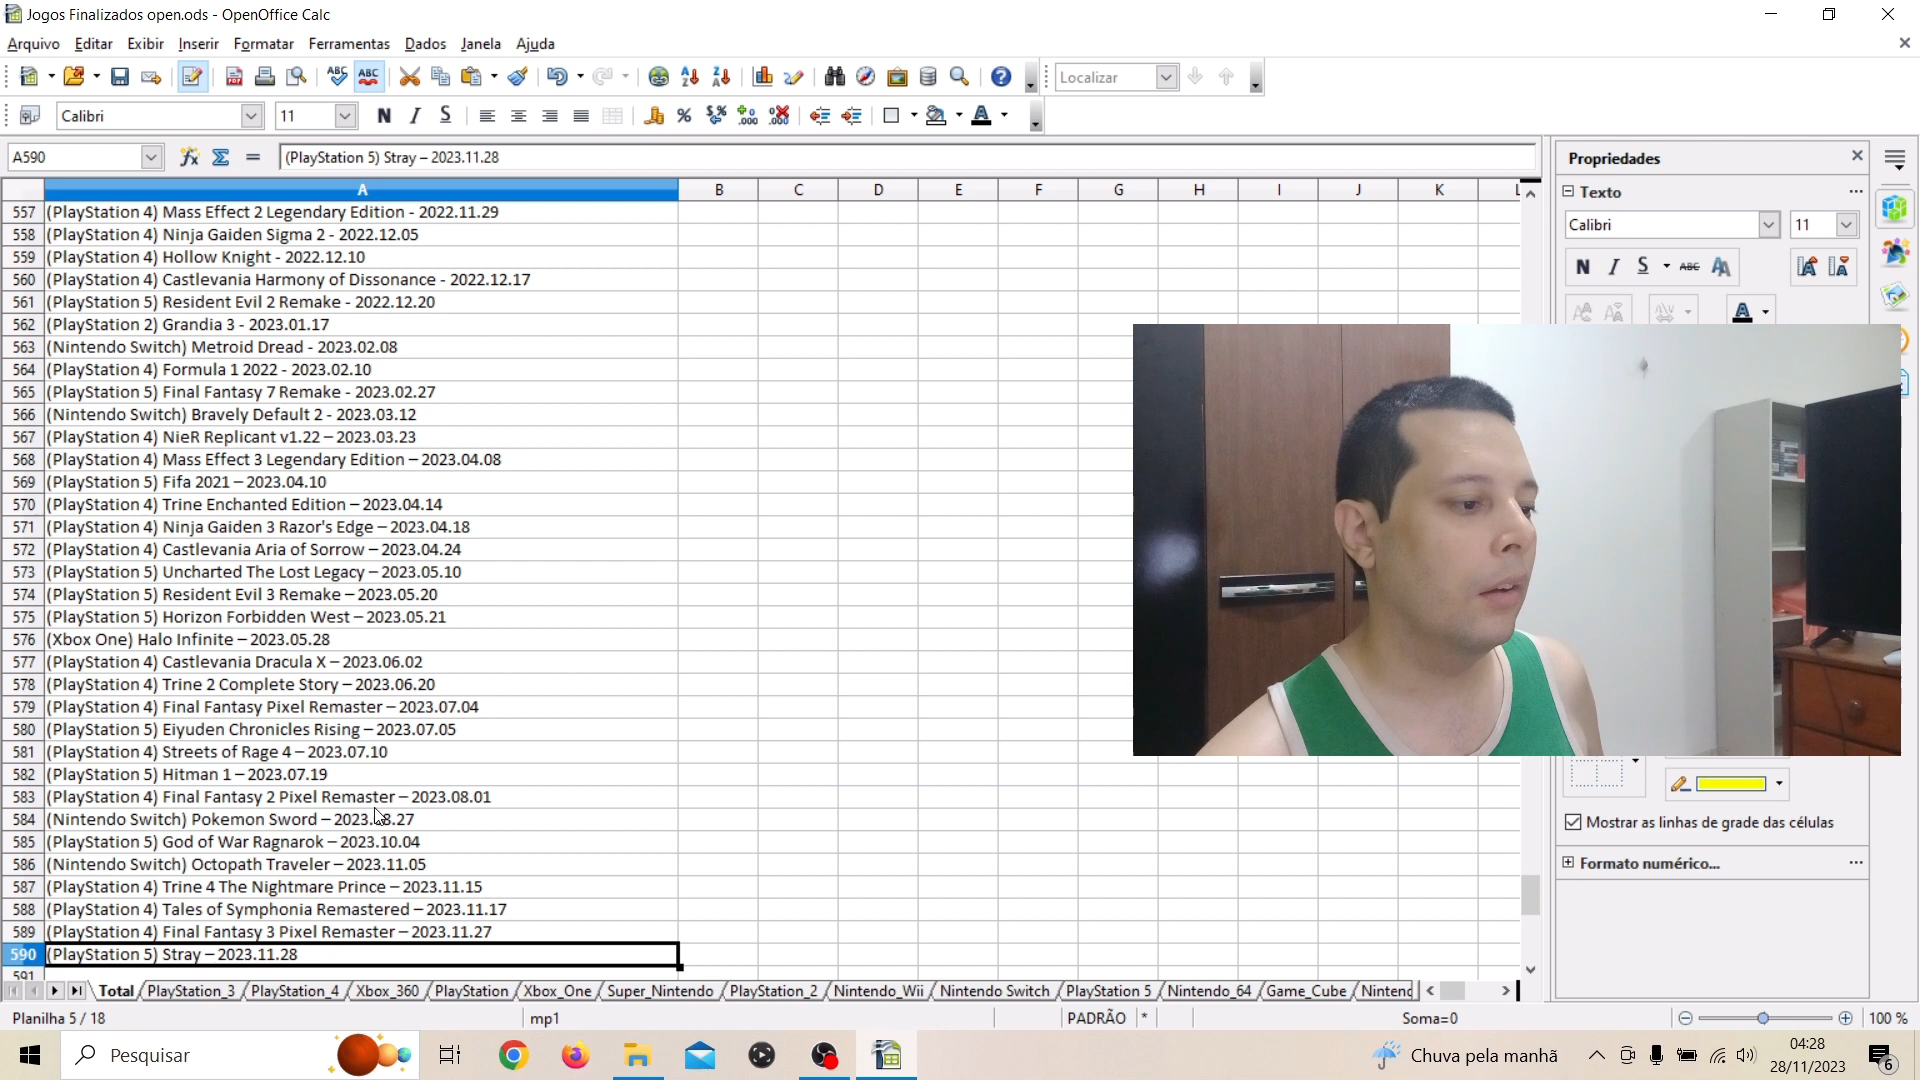 Jogos Finalizados open.ods - OpenOffice Calc
Arquivo Editar Exibir Inserir Formatar Ferramentas Dados Janela Ajuda
Localizar
Calibri 11 N I S
A590 (PlayStation 5) Stray – 2023.11.28
Propriedades
A B C D E F G H I J K L
Texto
Calibri 11
N I S ABC
557 (PlayStation 4) Mass Effect 2 Legendary Edition - 2022.11.29
558 (PlayStation 4) Ninja Gaiden Sigma 2 - 2022.12.05
559 (PlayStation 4) Hollow Knight - 2022.12.10
560 (PlayStation 4) Castlevania Harmony of Dissonance - 2022.12.17
561 (PlayStation 5) Resident Evil 2 Remake - 2022.12.20
562 (PlayStation 2) Grandia 3 - 2023.01.17
563 (Nintendo Switch) Metroid Dread - 2023.02.08
564 (PlayStation 4) Formula 1 2022 - 2023.02.10
565 (PlayStation 5) Final Fantasy 7 Remake - 2023.02.27
566 (Nintendo Switch) Bravely Default 2 - 2023.03.12
567 (PlayStation 4) NieR Replicant v1.22 – 2023.03.23
568 (PlayStation 4) Mass Effect 3 Legendary Edition – 2023.04.08
569 (PlayStation 5) Fifa 2021 – 2023.04.10
570 (PlayStation 4) Trine Enchanted Edition – 2023.04.14
571 (PlayStation 4) Ninja Gaiden 3 Razor's Edge – 2023.04.18
572 (PlayStation 4) Castlevania Aria of Sorrow – 2023.04.24
573 (PlayStation 5) Uncharted The Lost Legacy – 2023.05.10
574 (PlayStation 5) Resident Evil 3 Remake – 2023.05.20
575 (PlayStation 5) Horizon Forbidden West – 2023.05.21
576 (Xbox One) Halo Infinite – 2023.05.28
577 (PlayStation 4) Castlevania Dracula X – 2023.06.02
578 (PlayStation 4) Trine 2 Complete Story – 2023.06.20
579 (PlayStation 4) Final Fantasy Pixel Remaster – 2023.07.04
580 (PlayStation 5) Eiyuden Chronicles Rising – 2023.07.05
581 (PlayStation 4) Streets of Rage 4 – 2023.07.10
582 (PlayStation 5) Hitman 1 – 2023.07.19
583 (PlayStation 4) Final Fantasy 2 Pixel Remaster – 2023.08.01
584 (Nintendo Switch) Pokemon Sword – 2023.08.27
585 (PlayStation 5) God of War Ragnarok – 2023.10.04
586 (Nintendo Switch) Octopath Traveler – 2023.11.05
587 (PlayStation 4) Trine 4 The Nightmare Prince – 2023.11.15
588 (PlayStation 4) Tales of Symphonia Remastered – 2023.11.17
589 (PlayStation 4) Final Fantasy 3 Pixel Remaster – 2023.11.27
590 (PlayStation 5) Stray – 2023.11.28
591
Mostrar as linhas de grade das células
Formato numérico...
Total PlayStation_3 PlayStation_4 Xbox_360 PlayStation Xbox_One Super_Nintendo PlayStation_2 Nintendo_Wii Nintendo Switch PlayStation 5 Nintendo_64 Game_Cube Nintend
Planilha 5 / 18 mp1 PADRÃO * Soma=0 100 %
Pesquisar
Chuva pela manhã
04:28
28/11/2023
6